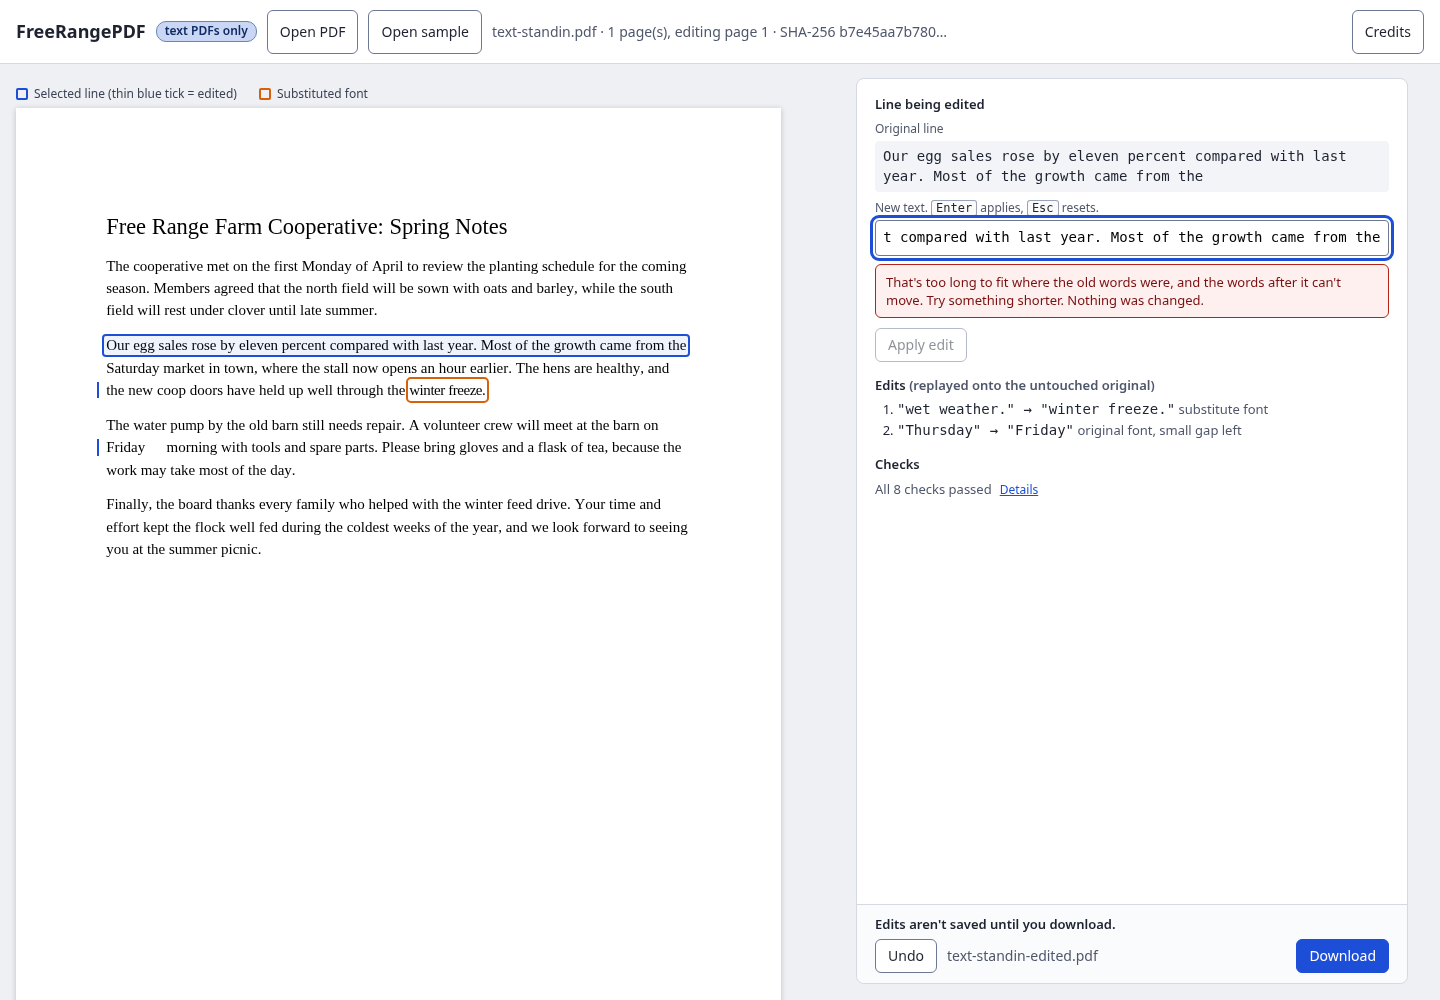 FreeRangePDF
text PDFs only
Open PDF
Open sample
text-standin.pdf · 1 page(s), editing page 1 · SHA-256 b7e45aa7b780…
Credits
Selected line (thin blue tick = edited)
Substituted font
Free Range Farm Cooperative: Spring Notes
The cooperative met on the first Monday of April to review the planting schedule for the coming
season. Members agreed that the north field will be sown with oats and barley, while the south
field will rest under clover until late summer.
Our egg sales rose by eleven percent compared with last year. Most of the growth came from the
Saturday market in town, where the stall now opens an hour earlier. The hens are healthy, and
the new coop doors have held up well through the winter freeze.
The water pump by the old barn still needs repair. A volunteer crew will meet at the barn on
Friday morning with tools and spare parts. Please bring gloves and a flask of tea, because the
work may take most of the day.
Finally, the board thanks every family who helped with the winter feed drive. Your time and
effort kept the flock well fed during the coldest weeks of the year, and we look forward to seeing
you at the summer picnic.
Line being edited
Original line
Our egg sales rose by eleven percent compared with last
year. Most of the growth came from the
New text. Enter applies, Esc resets.
t compared with last year. Most of the growth came from the
That's too long to fit where the old words were, and the words after it can't
move. Try something shorter. Nothing was changed.
Apply edit
Edits (replayed onto the untouched original)
1. "wet weather." → "winter freeze." substitute font
2. "Thursday" → "Friday" original font, small gap left
Checks
All 8 checks passed Details
Edits aren't saved until you download.
Undo
text-standin-edited.pdf
Download